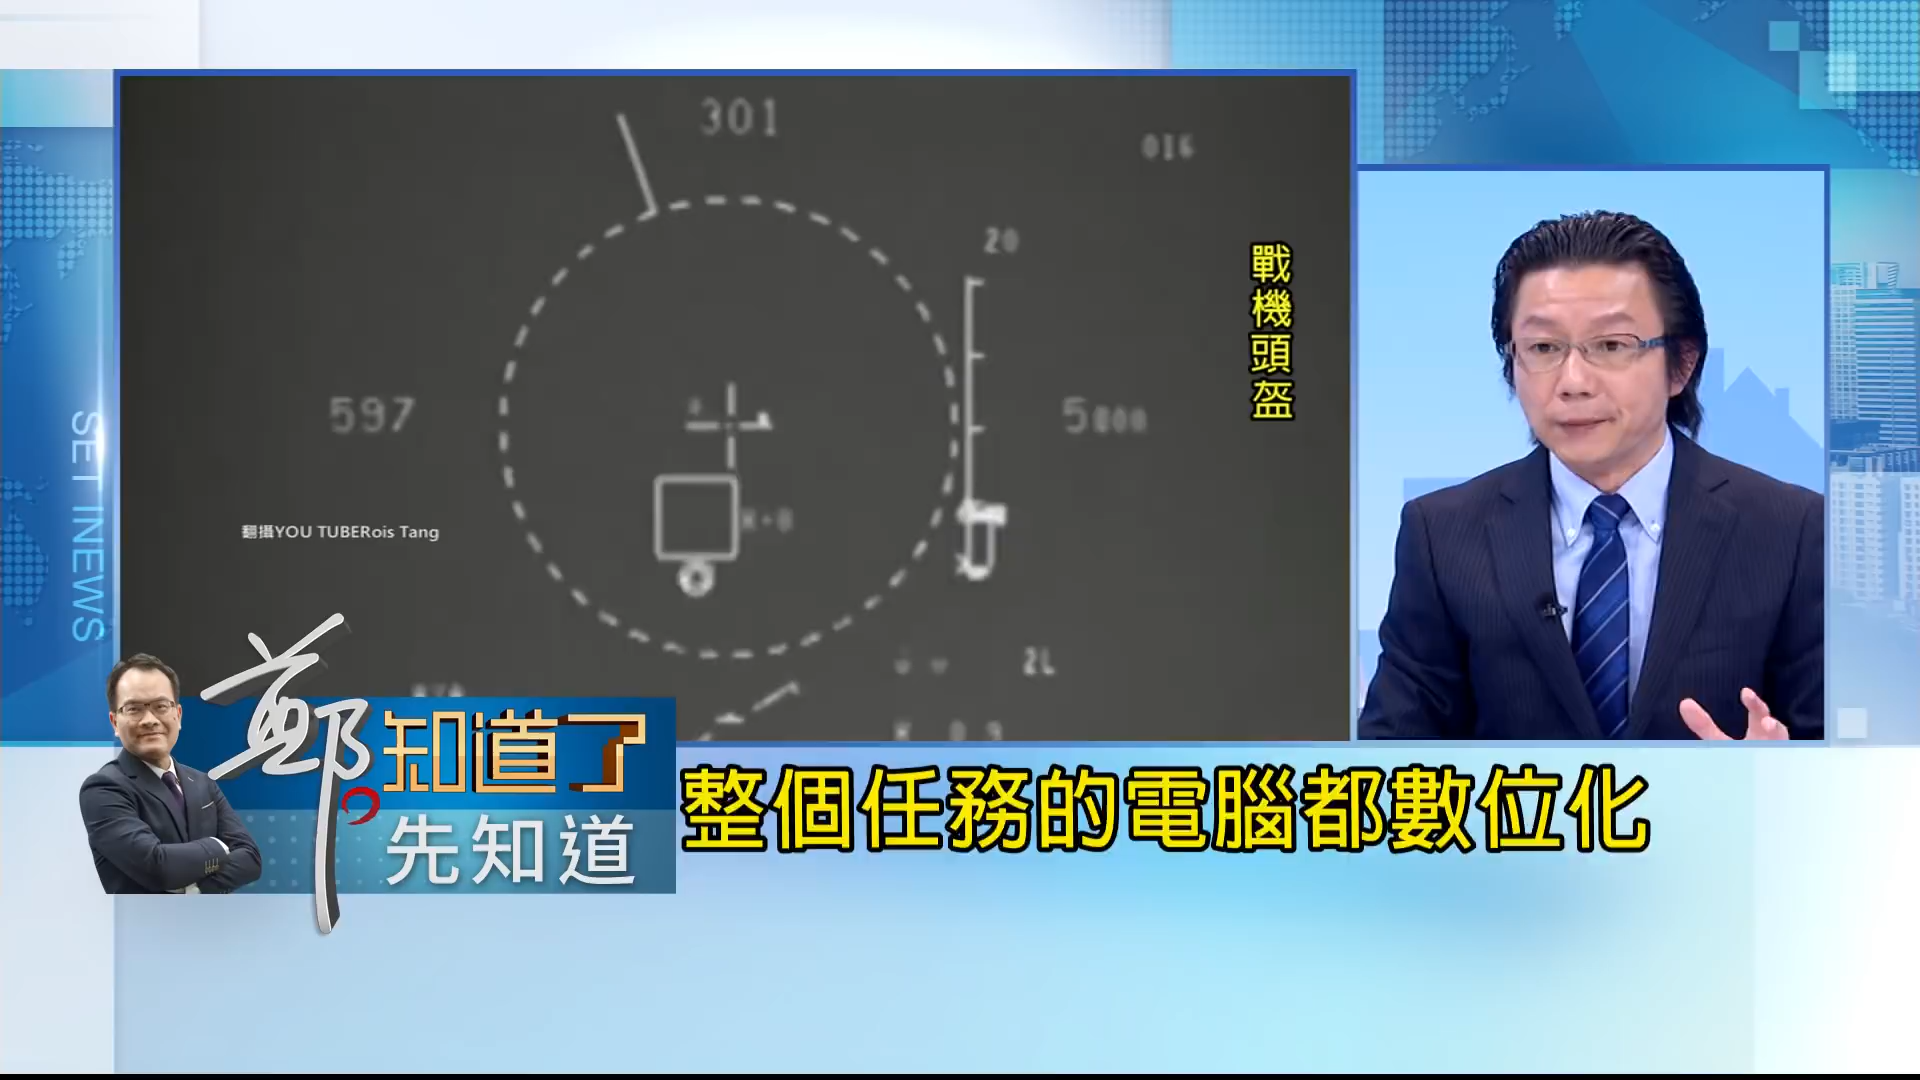 301
016
20
597
5000
戰機頭盔
翻攝YOU TUBERois Tang
2L
SET INEWS
鄭知道了
先知道
整個任務的電腦都數位化